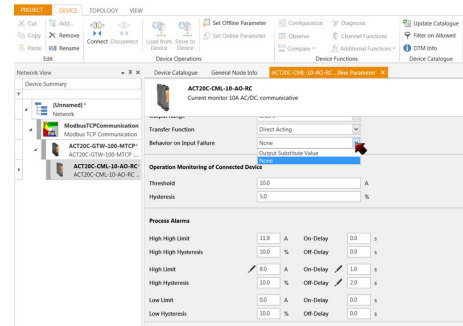 PROJECT DEVICE TOPOLOGY VIEW
Cut Add... Set Offline Parameter Configuration Diagnosis Update Catalogue
Copy Remove Connect Disconnect Load from Device Store to Device Set Online Parameter Observe Channel Functions Filter on Allowed
Paste Rename Compare Additional Functions DTM Info
Edit Device Operations Device Functions Device Catalogue
Network View Device Catalogue General Node Info ACT20C-CML-10-AO-RC ...fline Parameter
Device Summary
ACT20C-CML-10-AO-RC
Current monitor 10A AC/DC, communicative
(Unnamed)*
Network
ModbusTCPCommunication
Modbus TCP Communication
ACT20C-GTW-100-MTCP*
ACT20C-GTW-100-MTCP ...
ACT20C-CML-10-AO-RC*
ACT20C-CML-10-AO-RC ...
Output Range
Transfer Function Direct Acting
Behavior on Input Failure None
Output Substitute Value
None
Operation Monitoring of Connected Device
Threshold 10.0 A
Hysteresis 5.0 %
Process Alarms
High High Limit 11.9 A On-Delay 0.0 s
High High Hysteresis 10.0 % Off-Delay 0.0 s
High Limit 8.0 A On-Delay 1.0 s
High Hysteresis 10.0 % Off-Delay 2.0 s
Low Limit 0.0 A On-Delay 0.0 s
Low Hysteresis 10.0 % Off-Delay 0.0 s